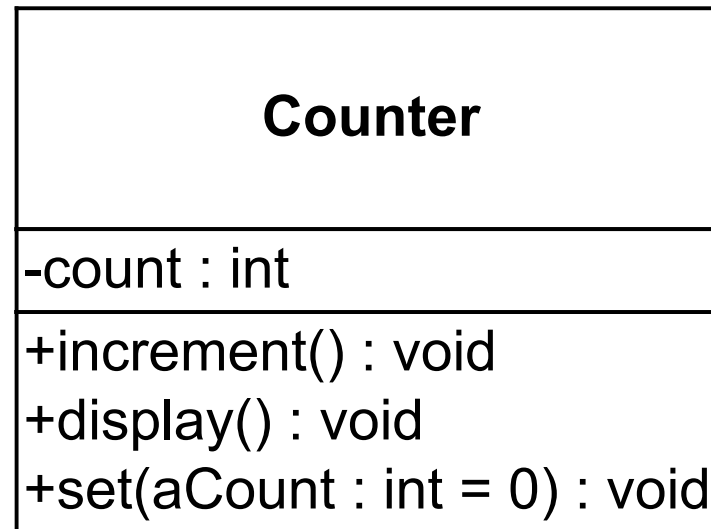 Counter
-count : int
+increment() : void
+display() : void
+set(aCount : int = 0) : void